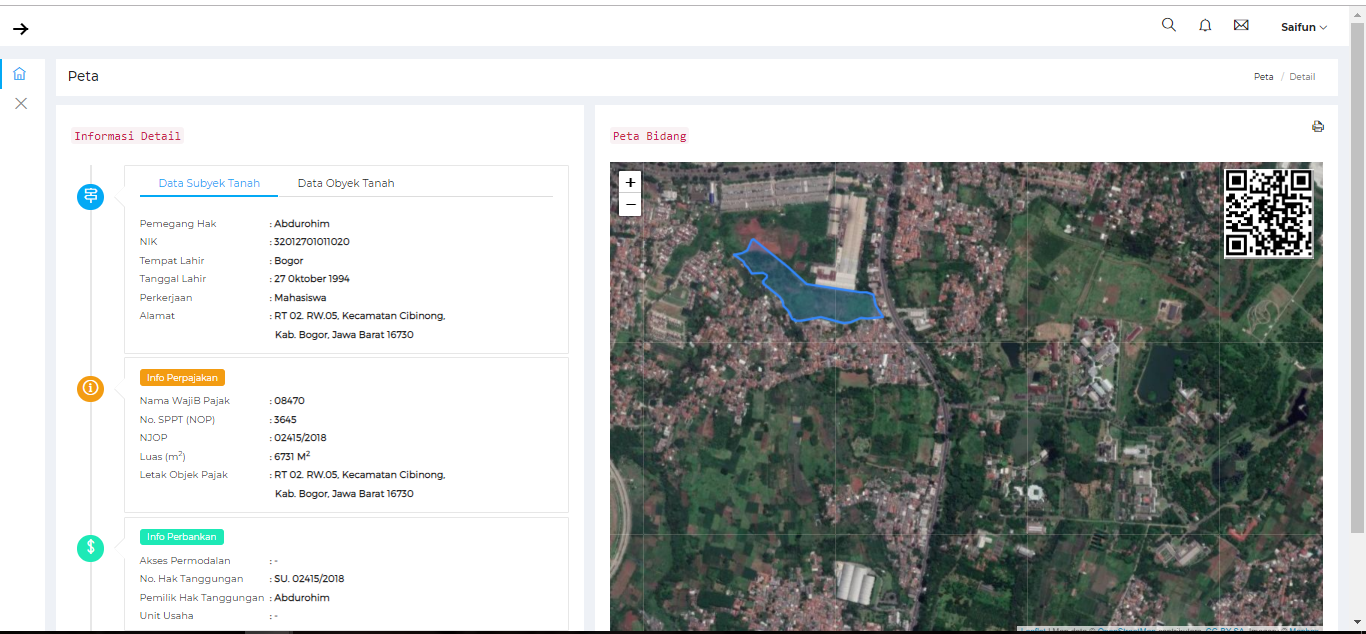 Saifun
Peta
Peta / Detail
Informasi Detail
Data Subyek Tanah Data Obyek Tanah
Pemegang Hak : Abdurohim
NIK : 32012701011020
Tempat Lahir : Bogor
Tanggal Lahir : 27 Oktober 1994
Perkerjaan : Mahasiswa
Alamat : RT 02. RW.05, Kecamatan Cibinong,
Kab. Bogor, Jawa Barat 16730
Info Perpajakan
Nama WajiB Pajak : 08470
No. SPPT (NOP) : 3645
NJOP : 02415/2018
Luas (m²) : 6731 M²
Letak Objek Pajak : RT 02. RW.05, Kecamatan Cibinong,
Kab. Bogor, Jawa Barat 16730
Info Perbankan
Akses Permodalan : -
No. Hak Tanggungan : SU. 02415/2018
Pemilik Hak Tanggungan : Abdurohim
Unit Usaha : -
Peta Bidang
+
−